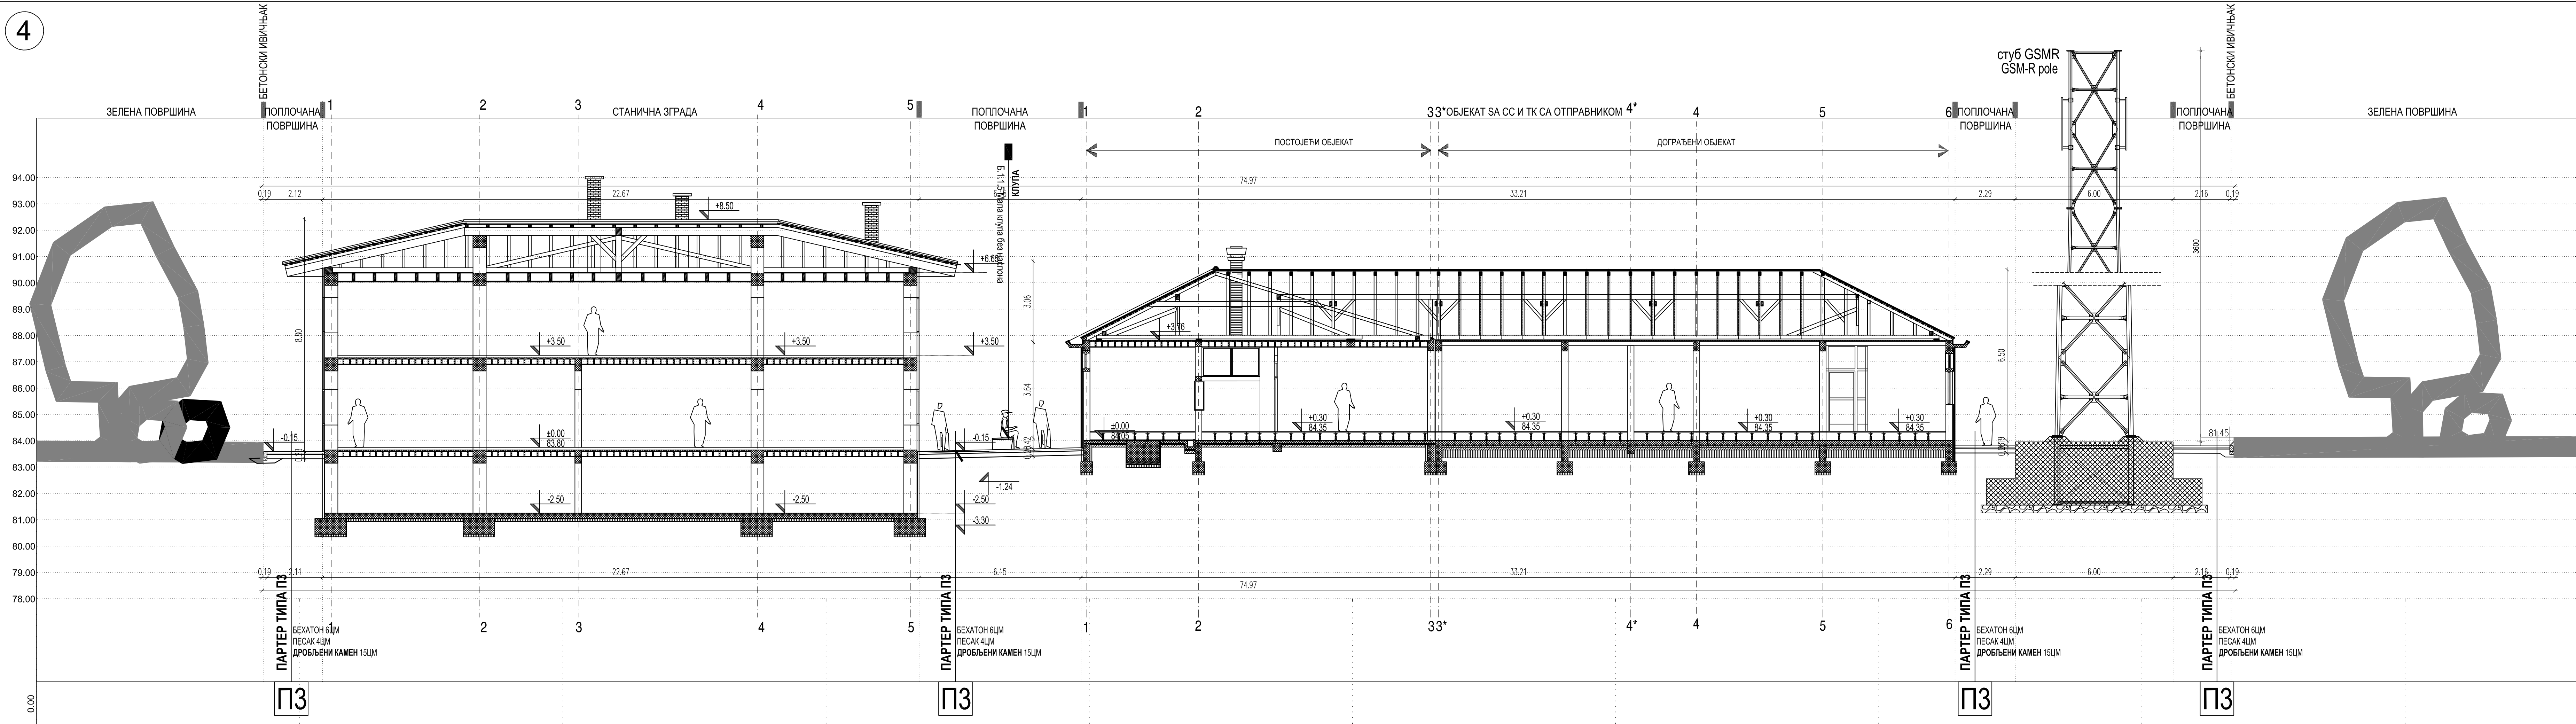 4
БЕТОНСКИ ИВИЧЊАК
БЕТОНСКИ ИВИЧЊАК
стуб GSMR
GSM-R pole
ЗЕЛЕНА ПОВРШИНА
ПОПЛОЧАНА
ПОВРШИНА
1 2 3 4 5
СТАНИЧНА ЗГРАДА
ПОПЛОЧАНА
ПОВРШИНА
1 2 3 3* ОБЈЕКАТ SA СС И ТК СА ОТПРАВНИКОМ 4* 4 5 6
ПОПЛОЧАНА
ПОВРШИНА
ПОПЛОЧАНА
ПОВРШИНА
ЗЕЛЕНА ПОВРШИНА
ПОСТОЈЕЋИ ОБЈЕКАТ
ДОГРАЂЕНИ ОБЈЕКАТ
КЛУПА
74.97
0,19 2.12 22.67 33.21 2.29 6.00 2.16 0,19
94.00
93.00
92.00
91.00
90.00
89.00
88.00
87.00
86.00
85.00
84.00
83.00
82.00
81.00
80.00
79.00
78.00
0.00
+8.50
+6.65
8.80
3.06
3.64
6.50
3600
+3.50
+3.50
+3.50
+3.76
-0.15
±0.00
83.80
-0.15
±0.00
84.05
+0.30
84.35
+0.30
84.35
+0.30
84.35
+0.30
84.35
81.45
-1.24
-2.50
-2.50
-2.50
-3.30
0,19 2.11 22.67 6.15 33.21 2.29 6.00 2.16 0,19
74.97
1 2 3 4 5
1 2 3 3* 4* 4 5 6
ПАРТЕР ТИПА П3
БЕХАТОН 6ЦМ
ПЕСАК 4ЦМ
ДРОБЉЕНИ КАМЕН 15ЦМ
П3
ПАРТЕР ТИПА П3
БЕХАТОН 6ЦМ
ПЕСАК 4ЦМ
ДРОБЉЕНИ КАМЕН 15ЦМ
П3
ПАРТЕР ТИПА П3
БЕХАТОН 6ЦМ
ПЕСАК 4ЦМ
ДРОБЉЕНИ КАМЕН 15ЦМ
П3
ПАРТЕР ТИПА П3
БЕХАТОН 6ЦМ
ПЕСАК 4ЦМ
ДРОБЉЕНИ КАМЕН 15ЦМ
П3